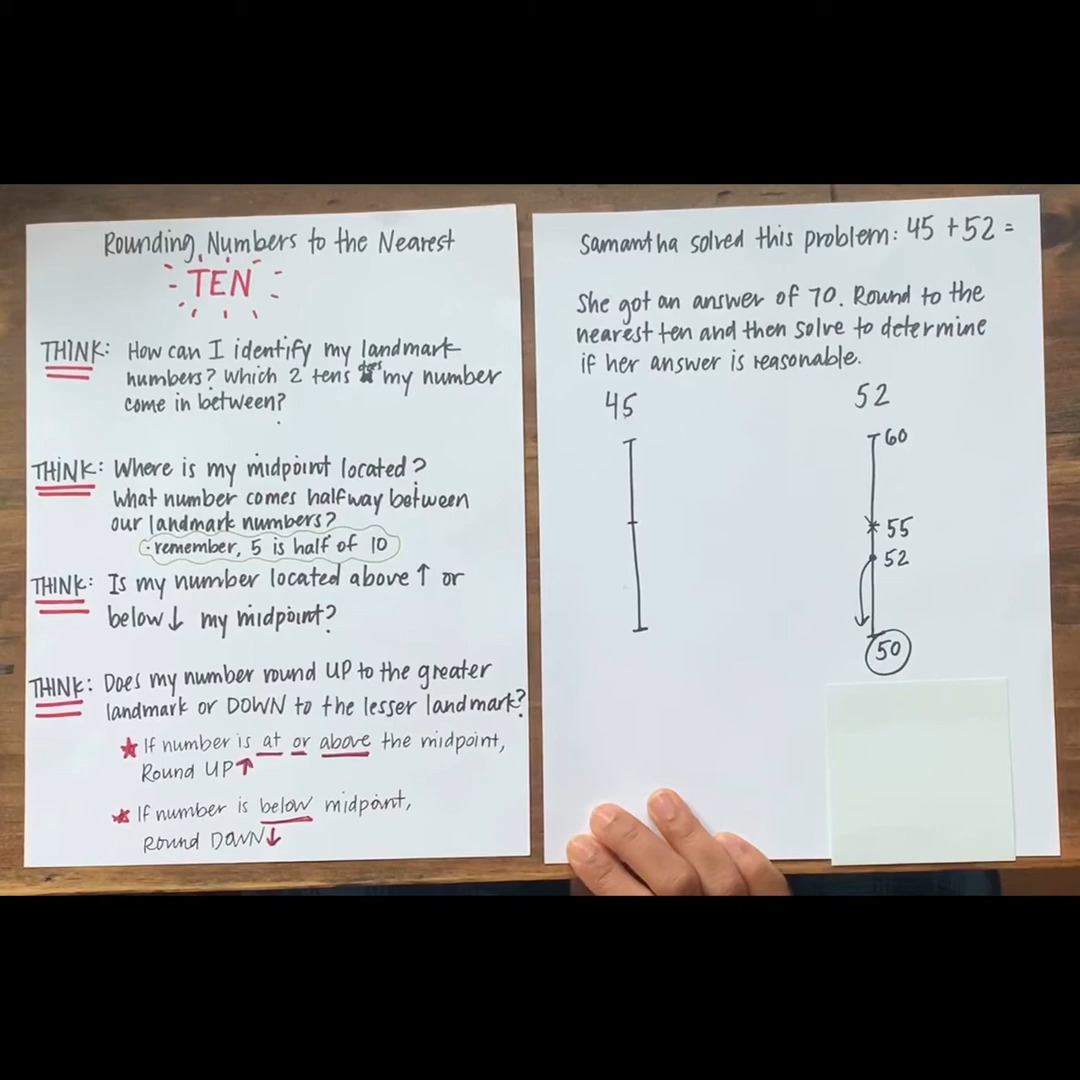 Rounding Numbers to the Nearest
TEN
THINK: How can I identify my landmark
numbers? Which 2 tens does my number
come in between?
THINK: Where is my midpoint located?
What number comes halfway between
our landmark numbers?
· remember, 5 is half of 10
THINK: Is my number located above ↑ or
below ↓ my midpoint?
THINK: Does my number round UP to the greater
landmark or DOWN to the lesser landmark?
★ If number is at or above the midpoint,
Round UP ↑
★ If number is below midpoint,
Round DOWN ↓
Samantha solved this problem: 45 + 52 =
She got an answer of 70. Round to the
nearest ten and then solve to determine
if her answer is reasonable.
45
52
60
55
52
50